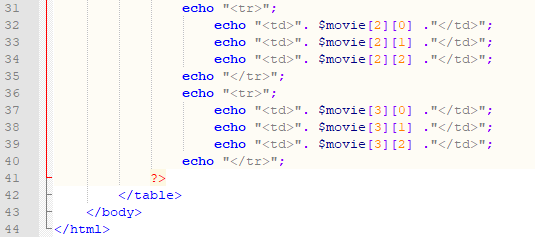 31 echo "<tr>";
32 echo "<td>". $movie[2][0] ."</td>";
33 echo "<td>". $movie[2][1] ."</td>";
34 echo "<td>". $movie[2][2] ."</td>";
35 echo "</tr>";
36 echo "<tr>";
37 echo "<td>". $movie[3][0] ."</td>";
38 echo "<td>". $movie[3][1] ."</td>";
39 echo "<td>". $movie[3][2] ."</td>";
40 echo "</tr>";
41 ?>
42 </table>
43 </body>
44 </html>